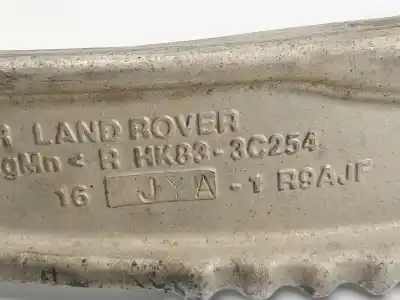 R LAND ROVER
gMn < R HK83-3C254
16 JYA -1 R9AJF